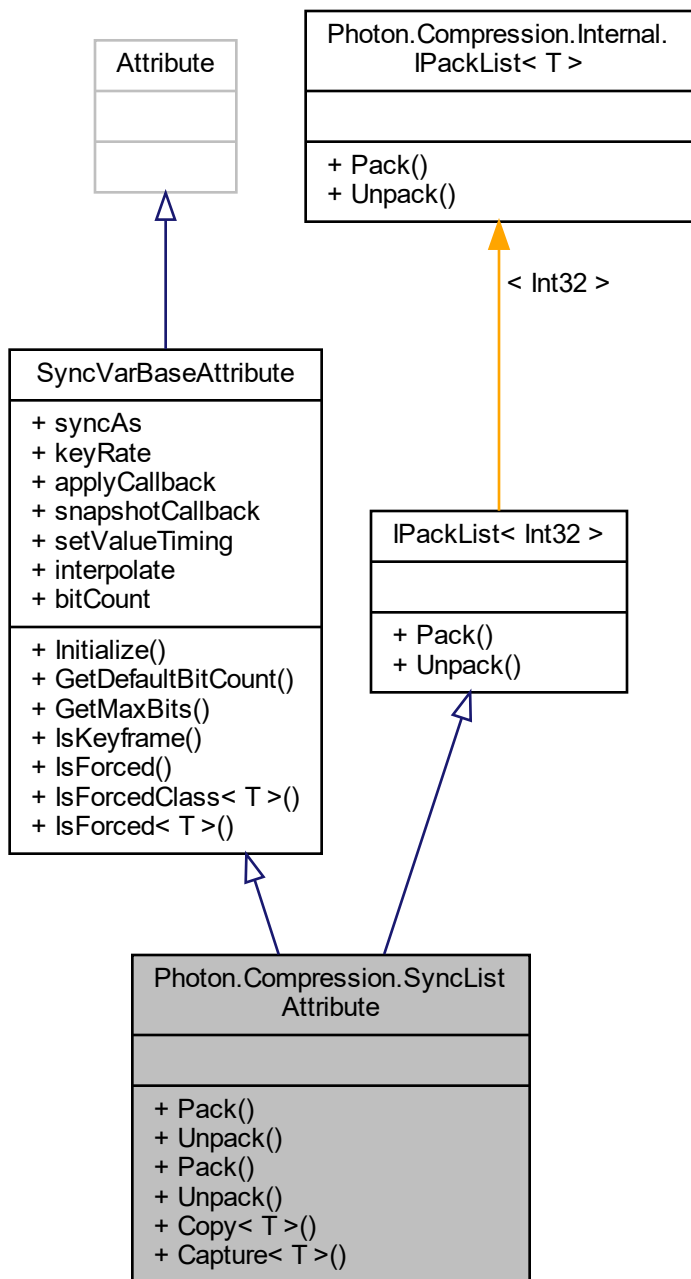 Attribute
Photon.Compression.Internal.
IPackList< T >
+ Pack()
+ Unpack()
< Int32 >
SyncVarBaseAttribute
+ syncAs
+ keyRate
+ applyCallback
+ snapshotCallback
+ setValueTiming
+ interpolate
+ bitCount
+ Initialize()
+ GetDefaultBitCount()
+ GetMaxBits()
+ IsKeyframe()
+ IsForced()
+ IsForcedClass< T >()
+ IsForced< T >()
IPackList< Int32 >
+ Pack()
+ Unpack()
Photon.Compression.SyncList
Attribute
+ Pack()
+ Unpack()
+ Pack()
+ Unpack()
+ Copy< T >()
+ Capture< T >()